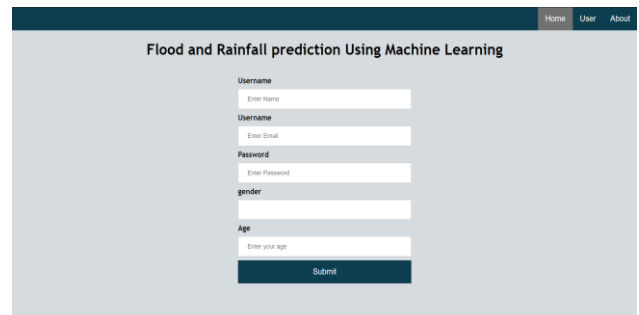 Home User About
Flood and Rainfall prediction Using Machine Learning
Username
Enter Name
Username
Enter Email
Password
Enter Password
gender
Age
Enter your age
Submit